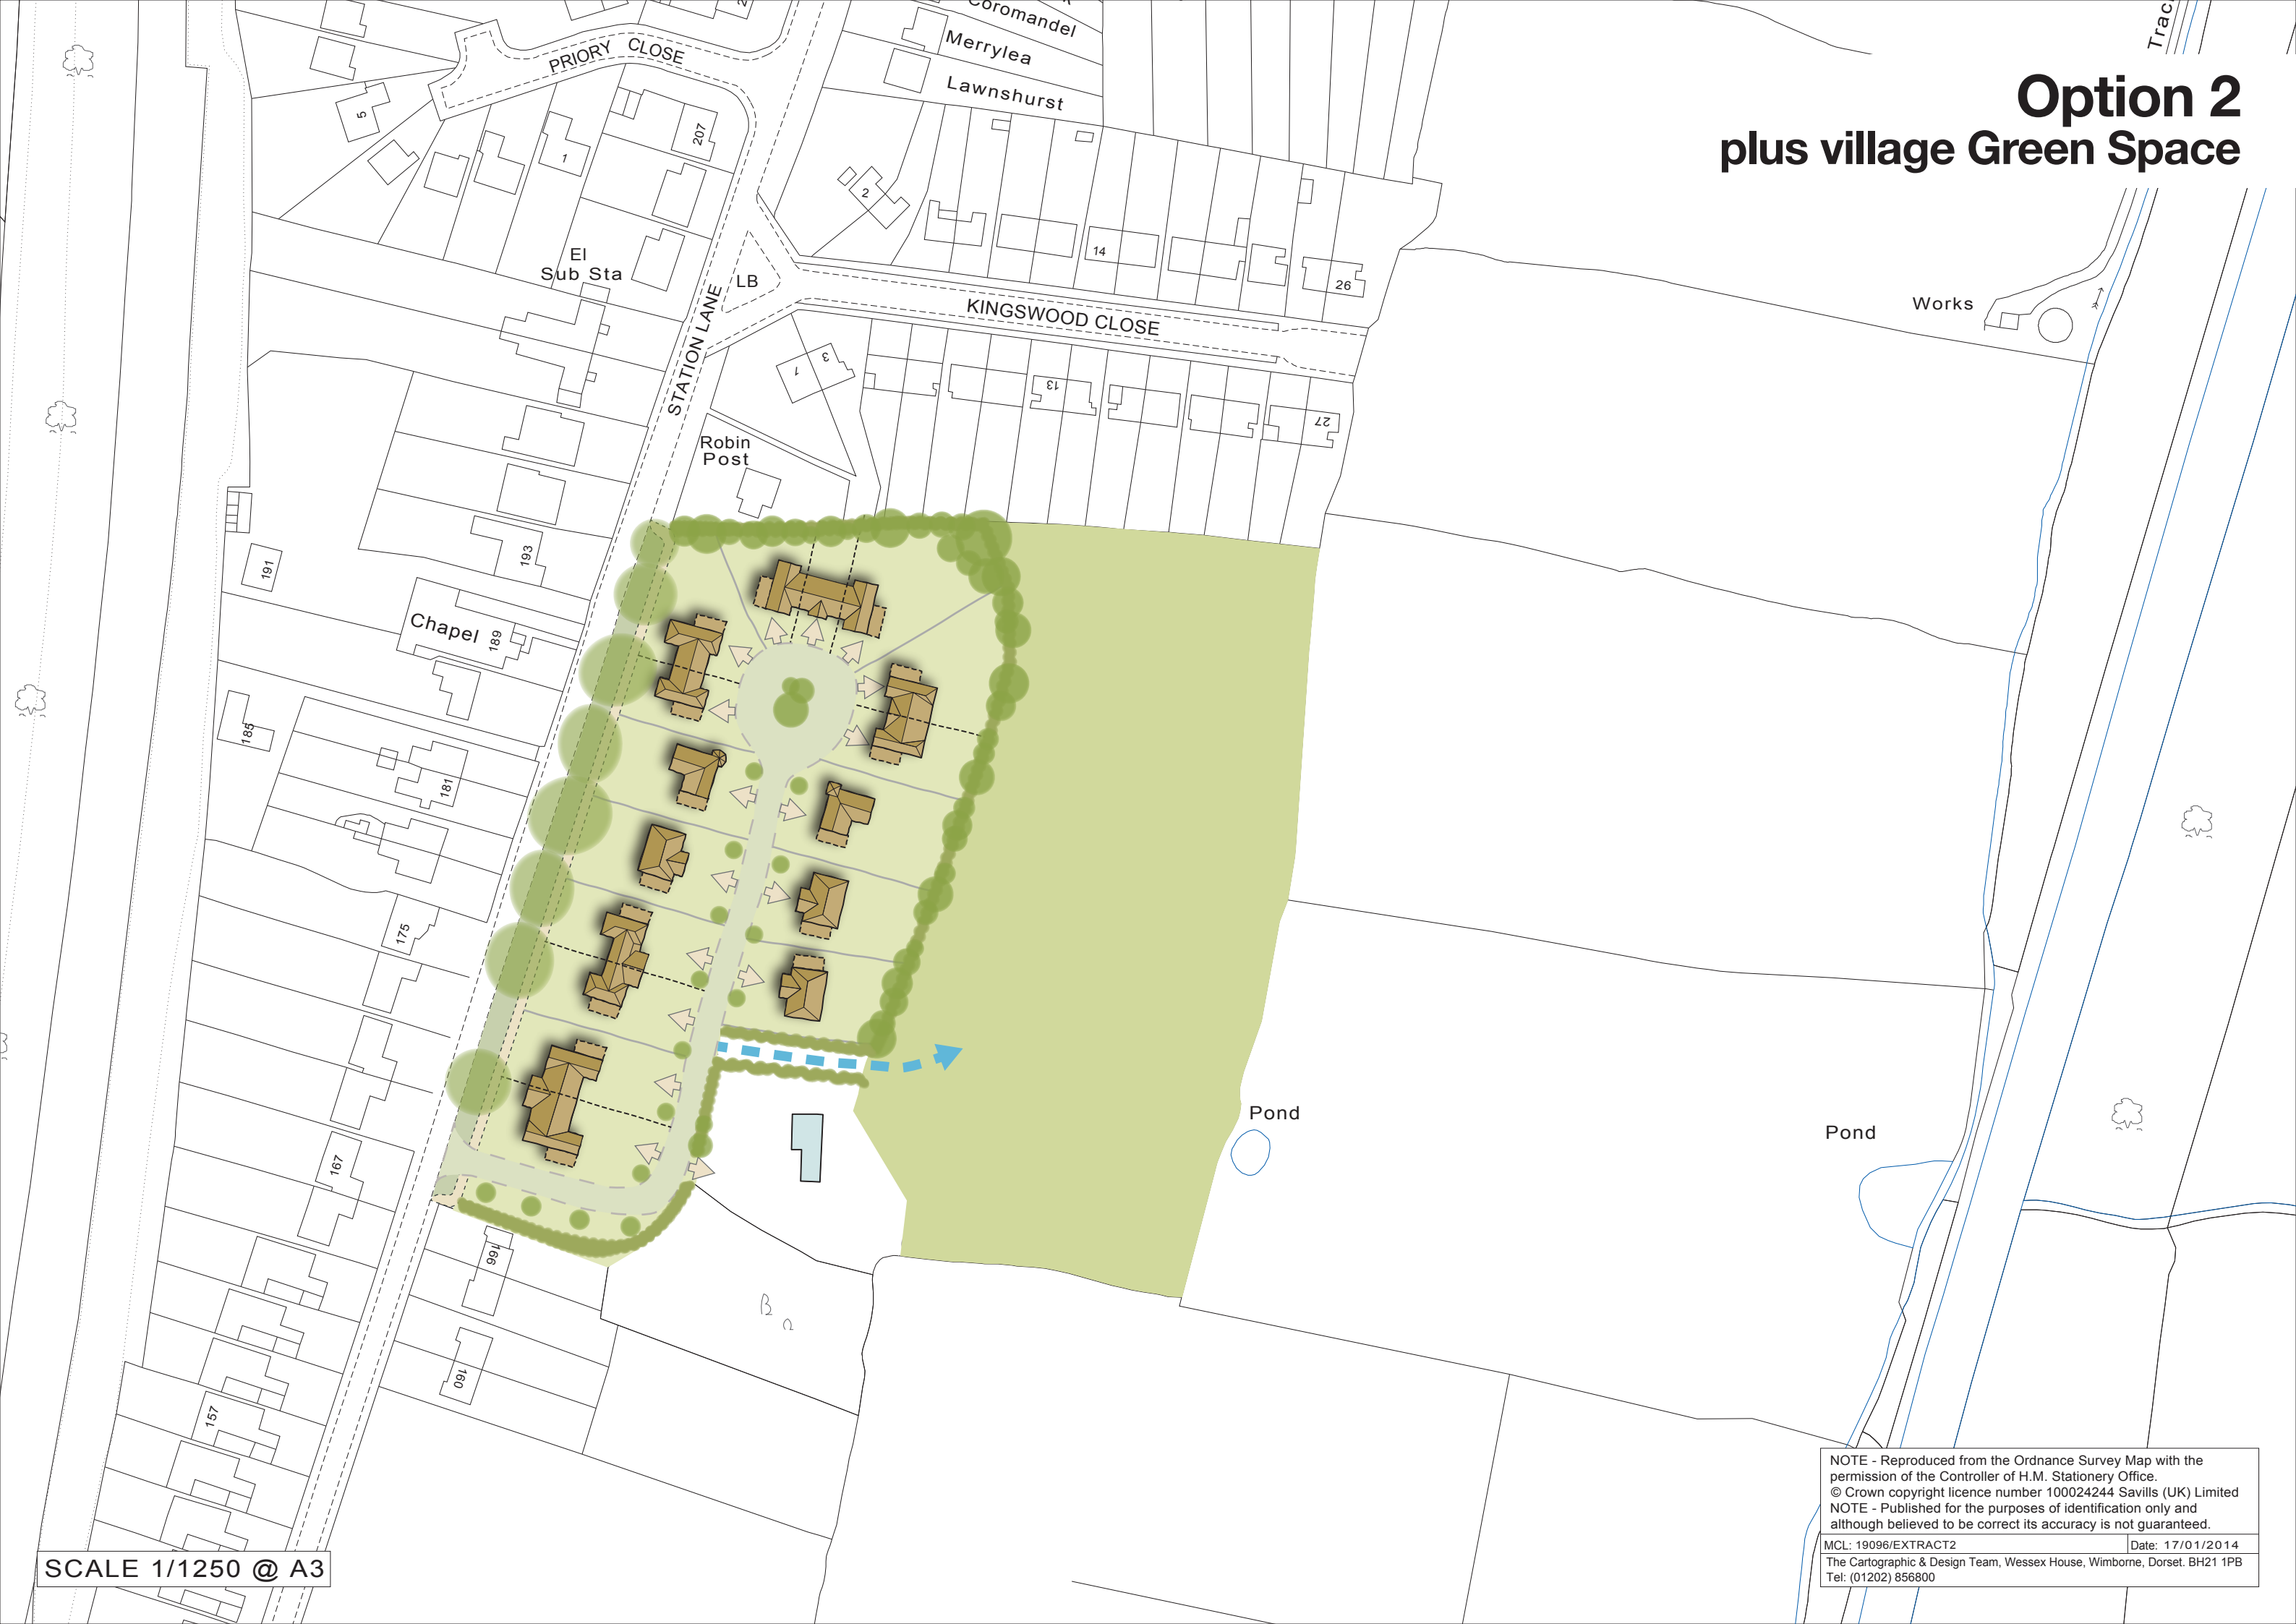 Option 2
plus village Green Space
Coromandel
Merrylea
Lawnshurst
PRIORY CLOSE
5
1
207
2
El
Sub Sta
LB
14
26
KINGSWOOD CLOSE
STATION LANE
1
3
13
27
Robin
Post
Works
191
193
Chapel
189
185
181
175
167
166
160
157
Pond
Pond
NOTE - Reproduced from the Ordnance Survey Map with the
permission of the Controller of H.M. Stationery Office.
© Crown copyright licence number 100024244 Savills (UK) Limited
NOTE - Published for the purposes of identification only and
although believed to be correct its accuracy is not guaranteed.
MCL: 19096/EXTRACT2
Date: 17/01/2014
The Cartographic & Design Team, Wessex House, Wimborne, Dorset. BH21 1PB
Tel: (01202) 856800
SCALE 1/1250 @ A3